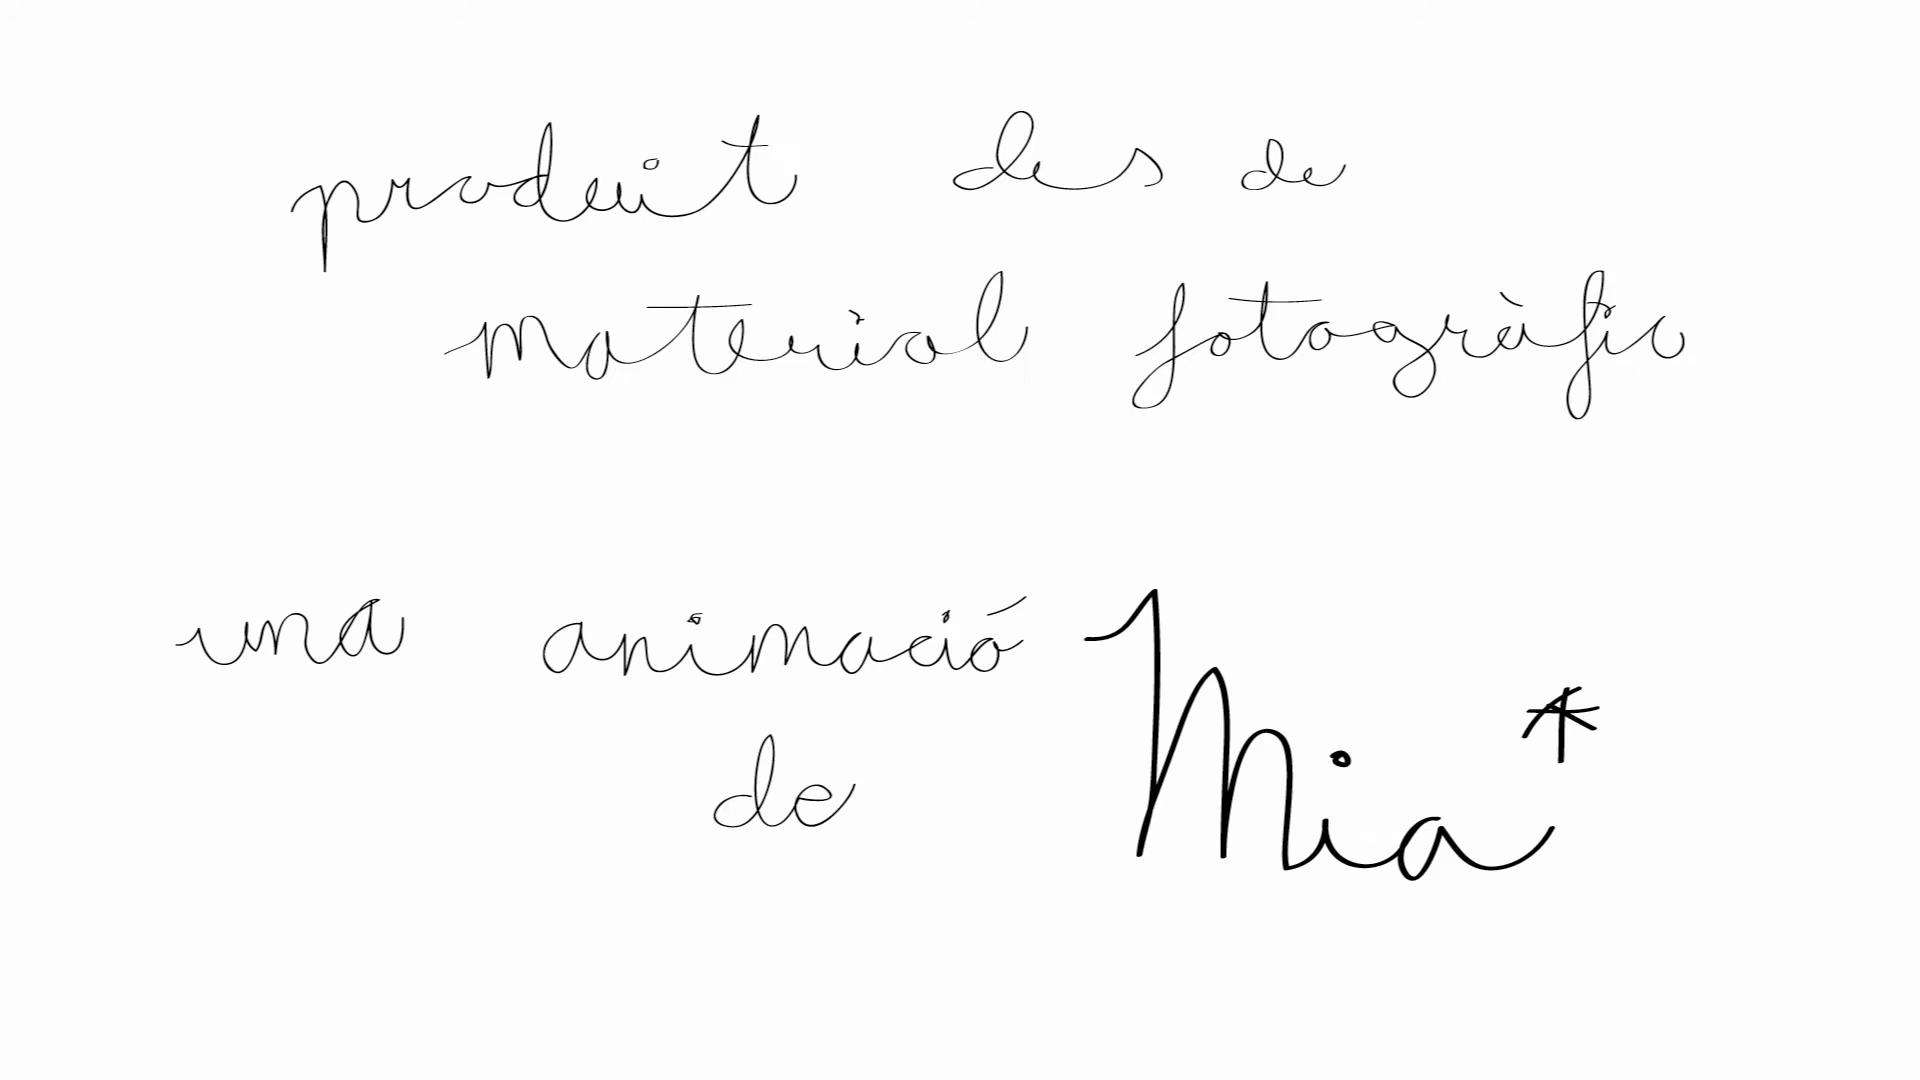 produit des de
material fotogràfic
una animació
de Mia*